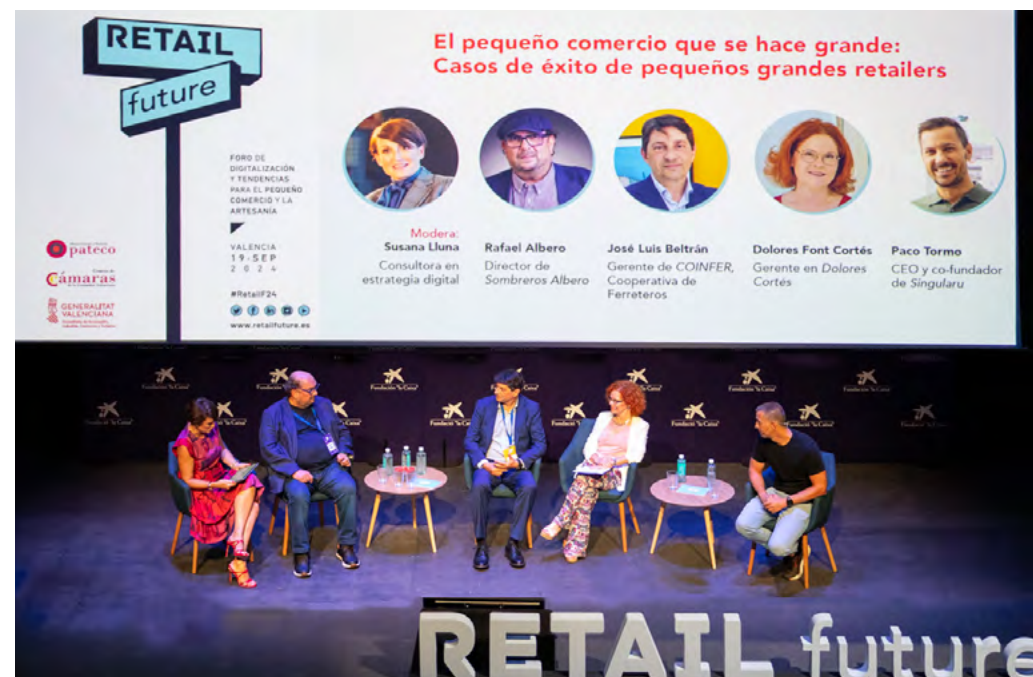 RETAIL
future
FORO DE
DIGITALIZACIÓN
Y TENDENCIAS
PARA EL PEQUEÑO
COMERCIO Y LA
ARTESANÍA
VALENCIA
19·SEP
2024
#RetailF24
www.retailfuture.es
pateco
Cámaras
GENERALITAT
VALENCIANA
El pequeño comercio que se hace grande:
Casos de éxito de pequeños grandes retailers
Modera:
Susana Lluna
Consultora en
estrategia digital
Rafael Albero
Director de
Sombreros Albero
José Luis Beltrán
Gerente de COINFER,
Cooperativa de
Ferreteros
Dolores Font Cortés
Gerente en Dolores
Cortés
Paco Tormo
CEO y co-fundador
de Singularu
Fundación "la Caixa"
RETAIL future